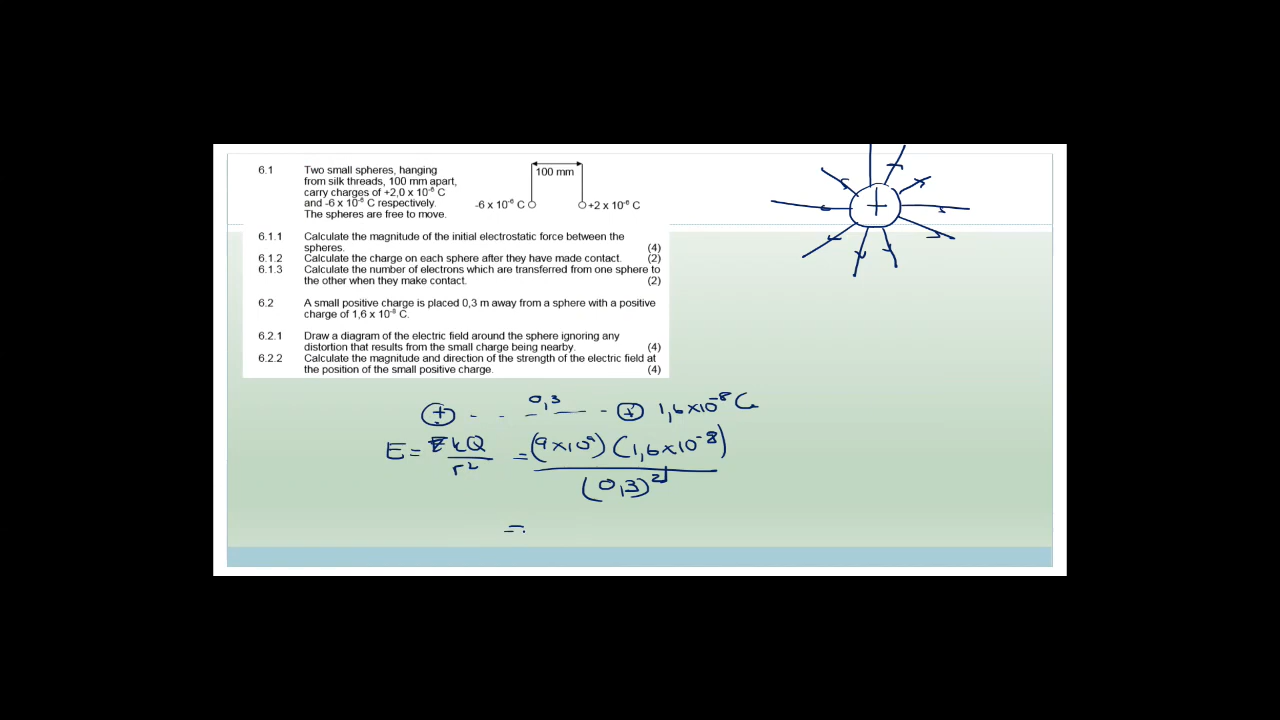 6.1 Two small spheres, hanging
from silk threads, 100 mm apart,
carry charges of +2,0 x 10⁻⁶ C
and -6 x 10⁻⁶ C respectively.
The spheres are free to move.
100 mm
-6 x 10⁻⁶ C +2 x 10⁻⁶ C
6.1.1 Calculate the magnitude of the initial electrostatic force between the
spheres. (4)
6.1.2 Calculate the charge on each sphere after they have made contact. (2)
6.1.3 Calculate the number of electrons which are transferred from one sphere to
the other when they make contact. (2)
6.2 A small positive charge is placed 0,3 m away from a sphere with a positive
charge of 1,6 x 10⁻⁸ C.
6.2.1 Draw a diagram of the electric field around the sphere ignoring any
distortion that results from the small charge being nearby. (4)
6.2.2 Calculate the magnitude and direction of the strength of the electric field at
the position of the small positive charge. (4)
+
0,3
+ - - — — - + 1,6x10⁻⁸ C
E = kQ/r² = (9x10⁹)(1,6x10⁻⁸)/(0,3)²
=